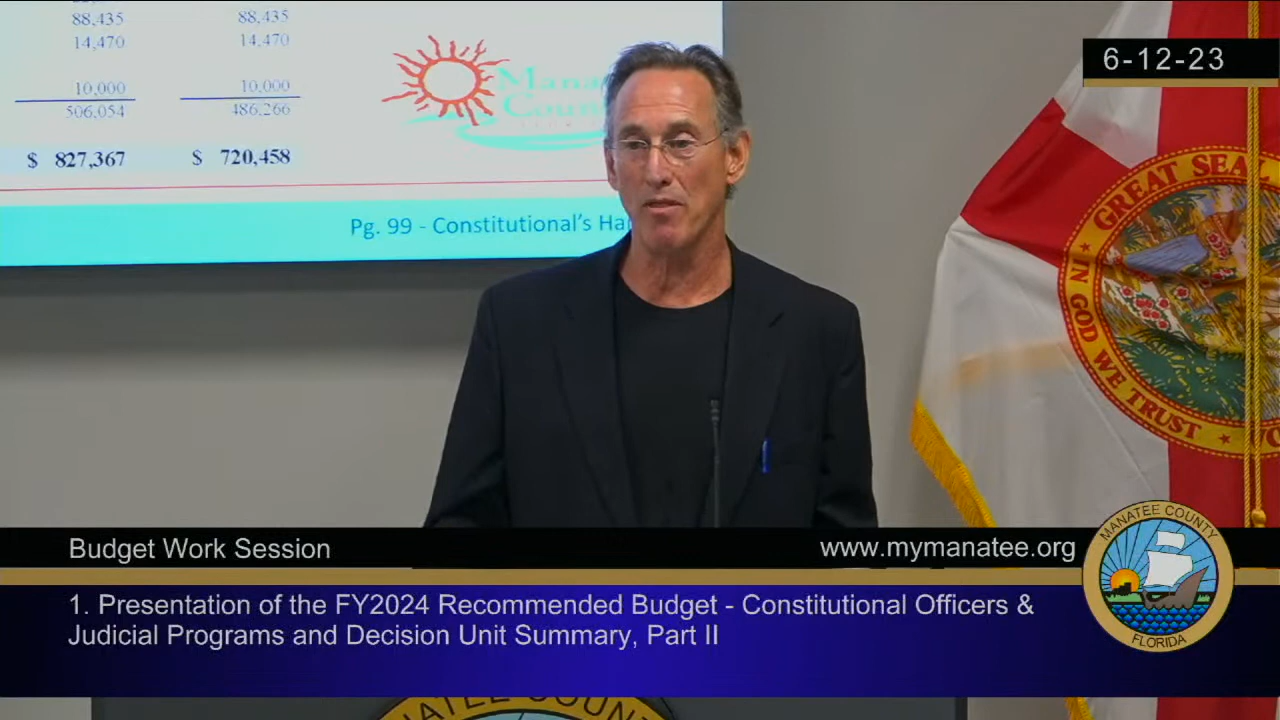 88,435 88,435
14,470 14,470
10,000 10,000
506,054 486,266
$ 827,367 $ 720,458
Pg. 99 - Constitutional's
6-12-23
GREAT SEAL
IN GOD WE TRUST
Budget Work Session
www.mymanatee.org
1. Presentation of the FY2024 Recommended Budget - Constitutional Officers &
Judicial Programs and Decision Unit Summary, Part II
MANATEE COUNTY
FLORIDA